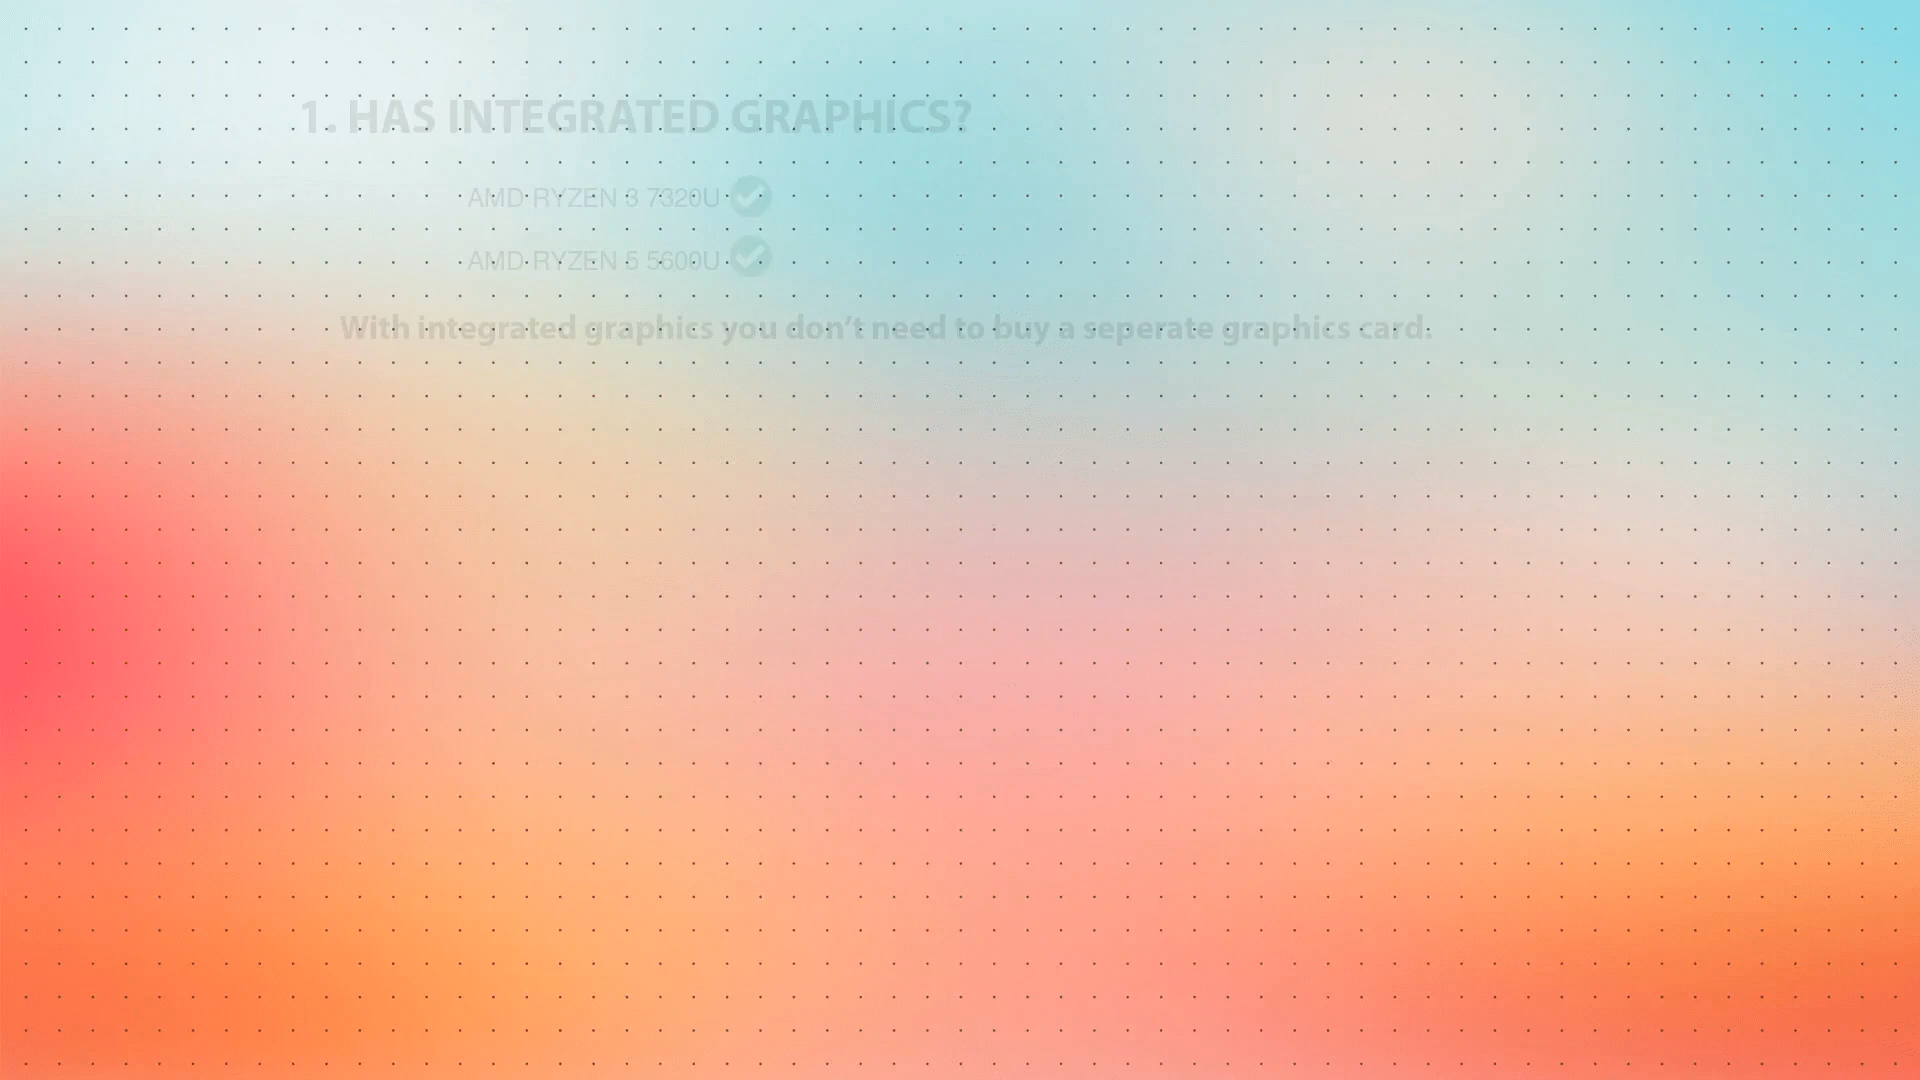 1. HAS INTEGRATED GRAPHICS?
AMD RYZEN 3 7320U
AMD RYZEN 5 5600U
With integrated graphics you don’t need to buy a seperate graphics card.